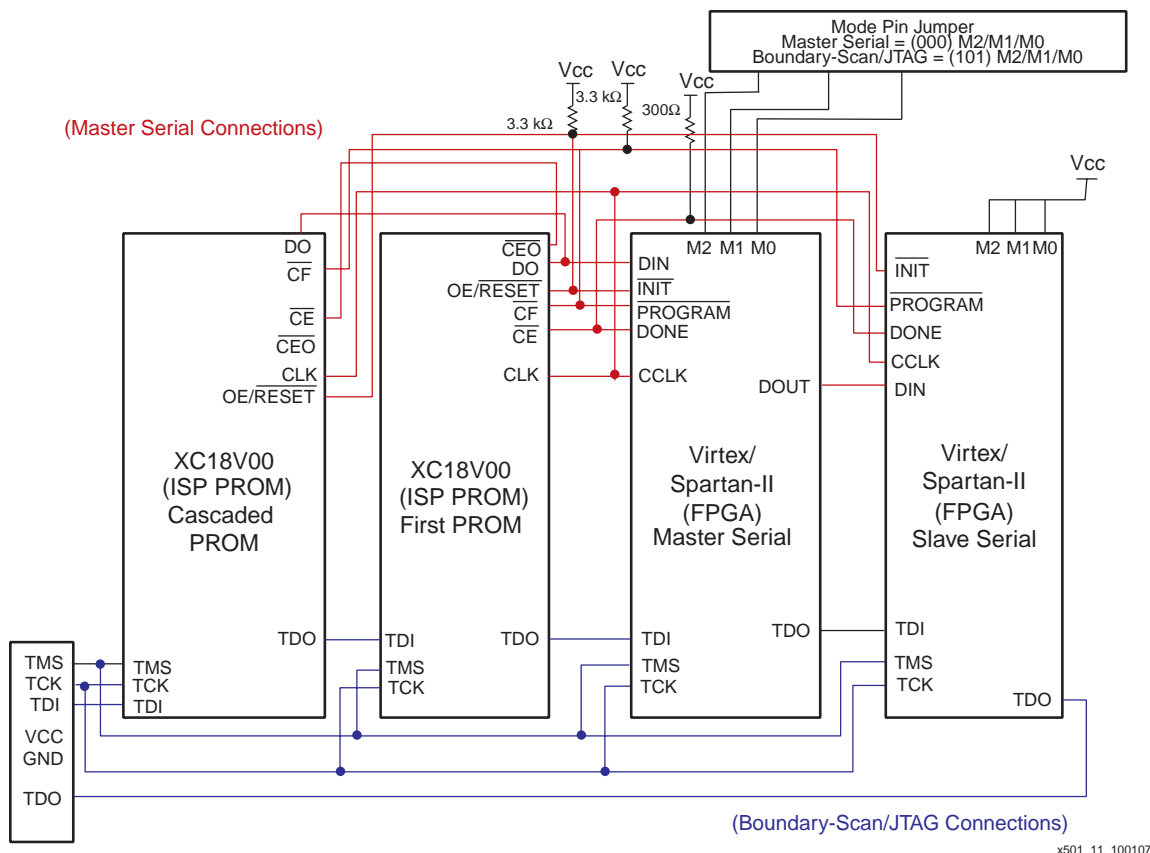 Mode Pin Jumper
Master Serial = (000) M2/M1/M0
Boundary-Scan/JTAG = (101) M2/M1/M0
Vcc
Vcc
Vcc
3.3 kΩ
300Ω
3.3 kΩ
(Master Serial Connections)
Vcc
DO
CF
CE
CEO
CLK
OE/RESET
XC18V00
(ISP PROM)
Cascaded
PROM
TDO
TMS
TCK
TDI
CEO
DO
OE/RESET
CF
CE
CLK
XC18V00
(ISP PROM)
First PROM
TDO
TDI
TMS
TCK
M2 M1 M0
DIN
INIT
PROGRAM
DONE
CCLK
DOUT
Virtex/
Spartan-II
(FPGA)
Master Serial
TDI
TMS
TCK
TDO
M2 M1 M0
INIT
PROGRAM
DONE
CCLK
DIN
Virtex/
Spartan-II
(FPGA)
Slave Serial
TDI
TMS
TCK
TDO
TMS
TCK
TDI
VCC
GND
TDO
(Boundary-Scan/JTAG Connections)
x501_11_100107